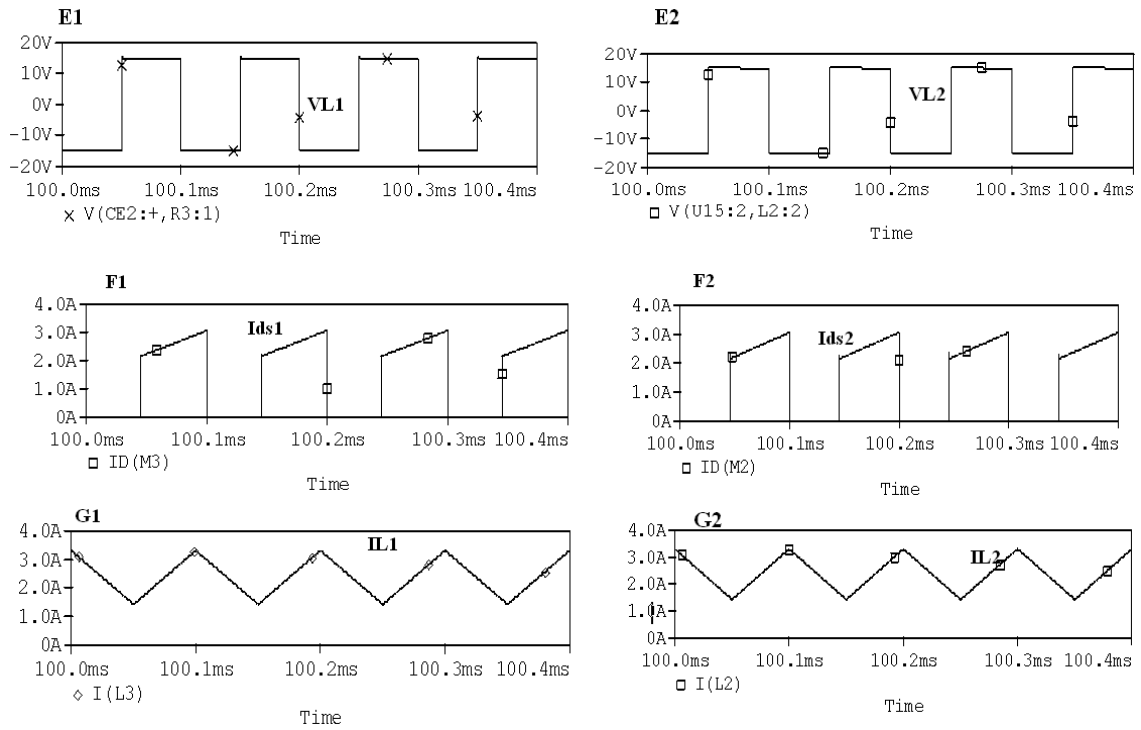 E1
20V
10V
0V
-10V
-20V
VL1
100.0ms 100.1ms 100.2ms 100.3ms 100.4ms
V(CE2:+,R3:1)
Time
E2
20V
10V
0V
-10V
-20V
VL2
100.0ms 100.1ms 100.2ms 100.3ms 100.4ms
V(U15:2,L2:2)
Time
F1
4.0A
3.0A
2.0A
1.0A
0A
Ids1
100.0ms 100.1ms 100.2ms 100.3ms 100.4ms
ID(M3)
Time
F2
4.0A
3.0A
2.0A
1.0A
0A
Ids2
100.0ms 100.1ms 100.2ms 100.3ms 100.4ms
ID(M2)
Time
G1
4.0A
3.0A
2.0A
1.0A
0A
IL1
100.0ms 100.1ms 100.2ms 100.3ms 100.4ms
I(L3)
Time
G2
4.0A
3.0A
2.0A
1.0A
0A
IL2
100.0ms 100.1ms 100.2ms 100.3ms 100.4ms
I(L2)
Time